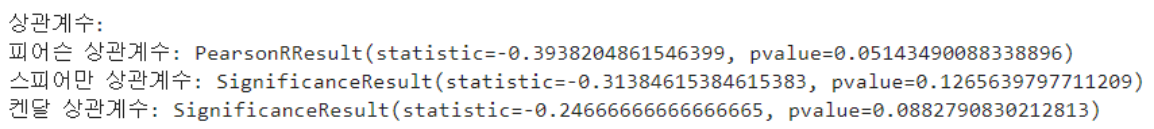 상관계수:
피어슨 상관계수: PearsonRResult(statistic=-0.3938204861546399, pvalue=0.05143490088338896)
스피어만 상관계수: SignificanceResult(statistic=-0.31384615384615383, pvalue=0.1265639797711209)
켄달 상관계수: SignificanceResult(statistic=-0.24666666666666665, pvalue=0.0882790830212813)